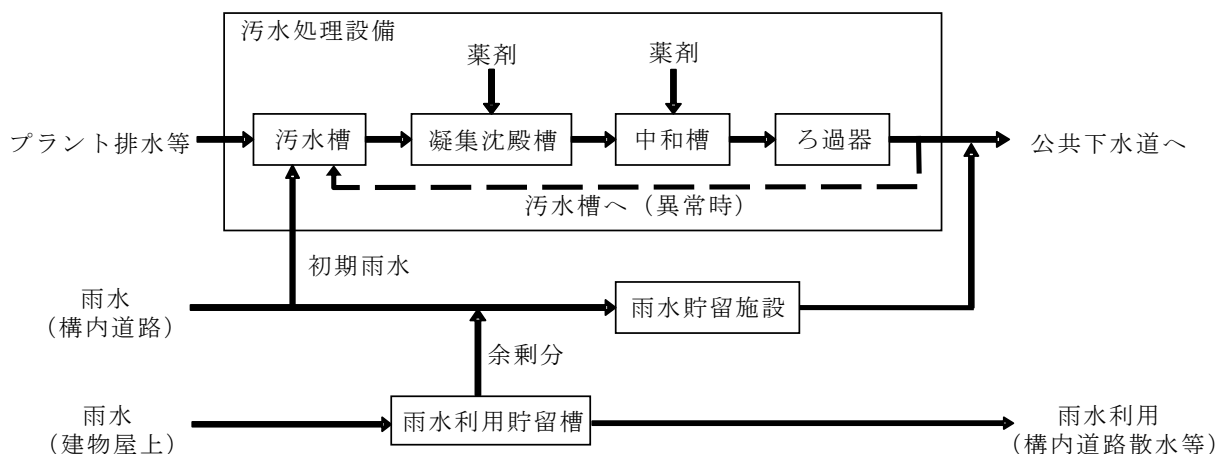 汚水処理設備
薬剤
薬剤
プラント排水等
汚水槽
凝集沈殿槽
中和槽
ろ過器
公共下水道へ
汚水槽へ（異常時）
初期雨水
雨水
（構内道路）
雨水貯留施設
余剰分
雨水
（建物屋上）
雨水利用貯留槽
雨水利用
（構内道路散水等）